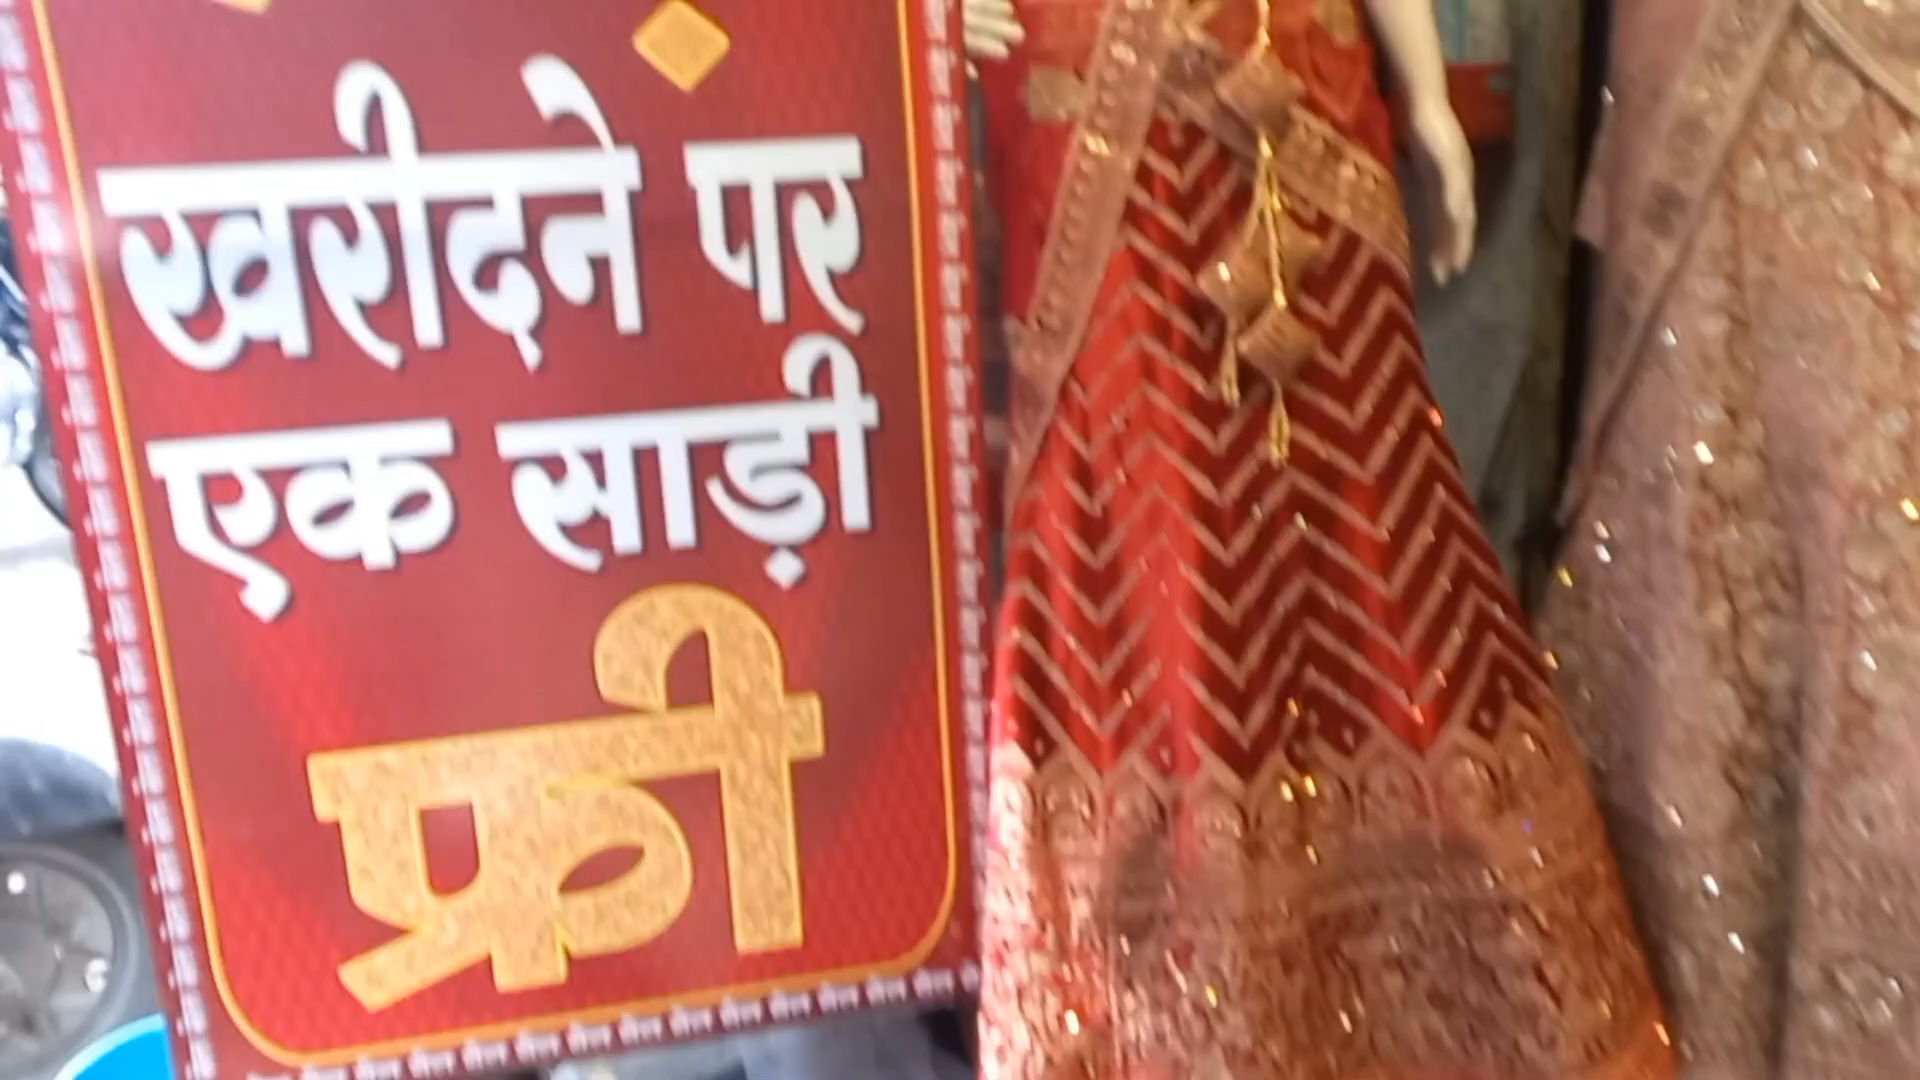 खरीदने पर
एक साड़ी
फ्री